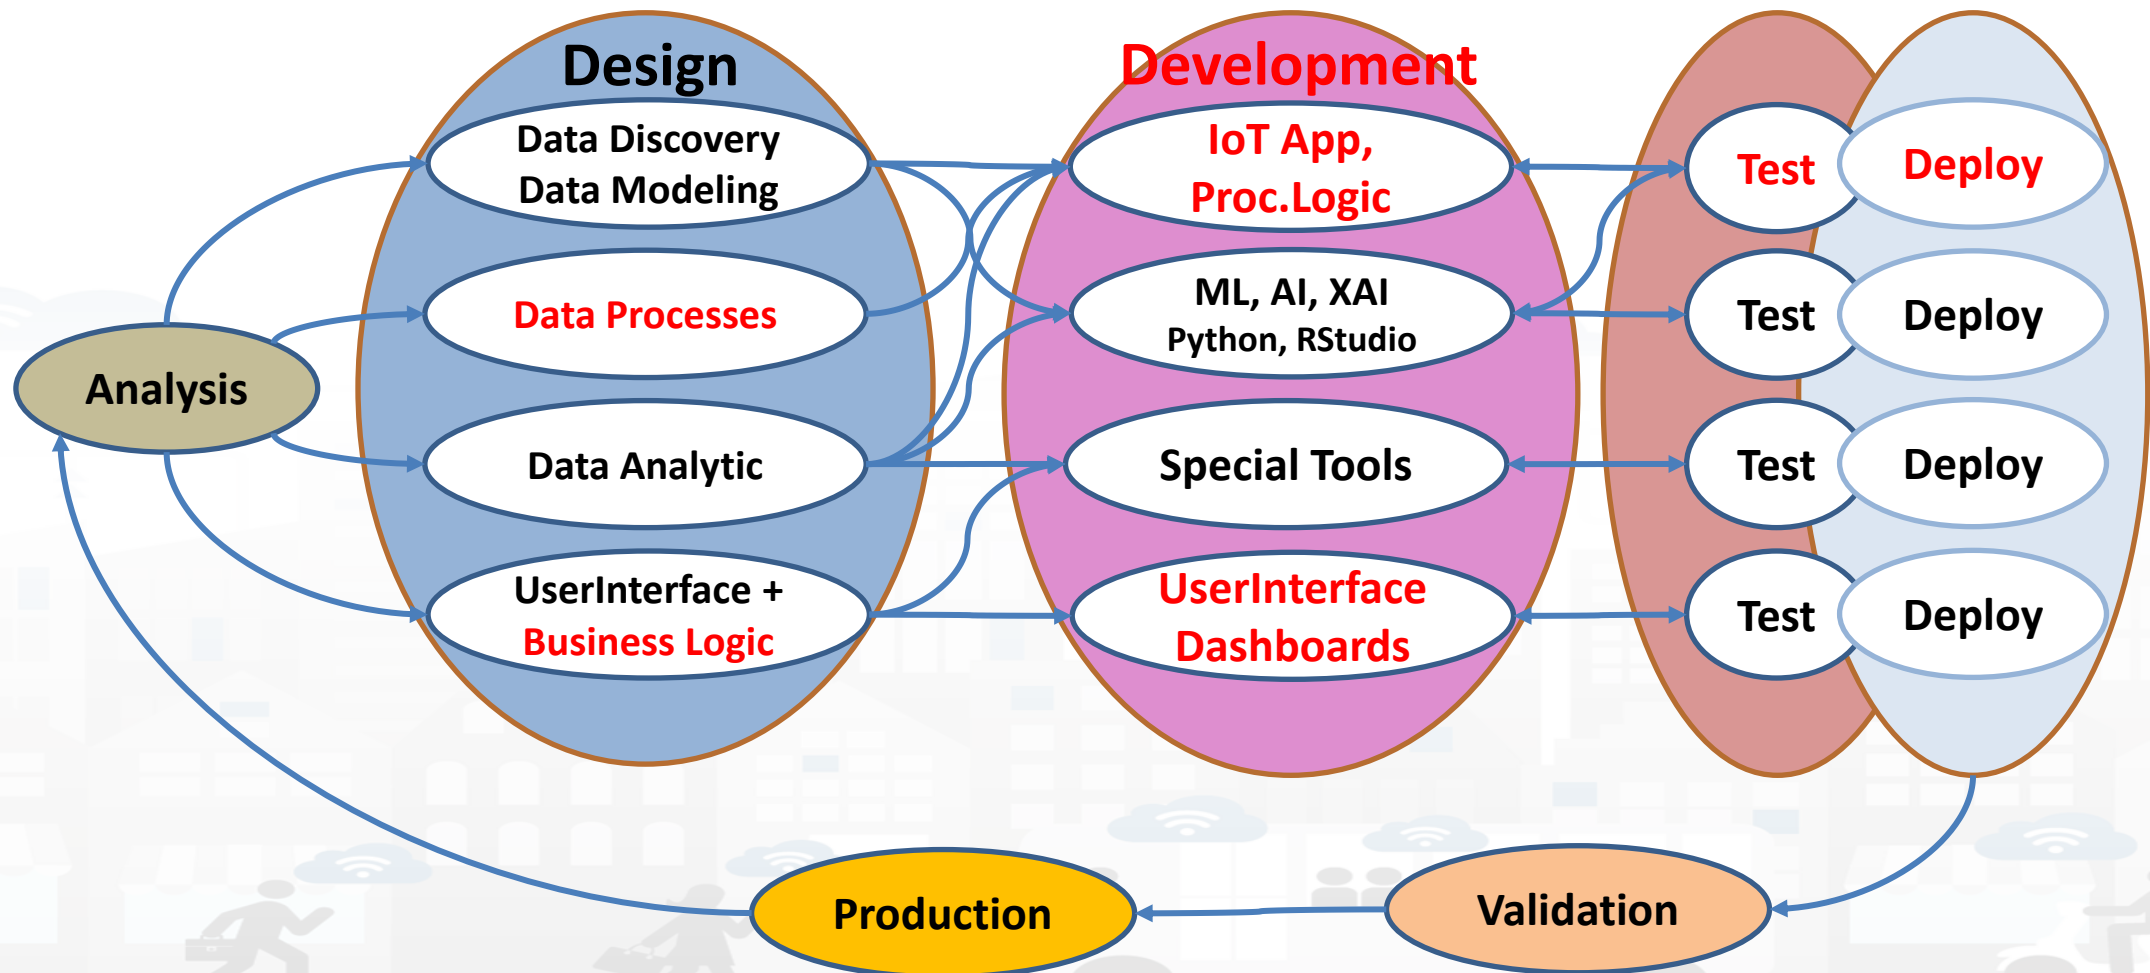 Design
Development
Data Discovery
Data Modeling
IoT App,
Proc.Logic
Test
Deploy
Data Processes
ML, AI, XAI
Python, RStudio
Test
Deploy
Analysis
Data Analytic
Special Tools
Test
Deploy
UserInterface +
Business Logic
UserInterface
Dashboards
Test
Deploy
Production
Validation